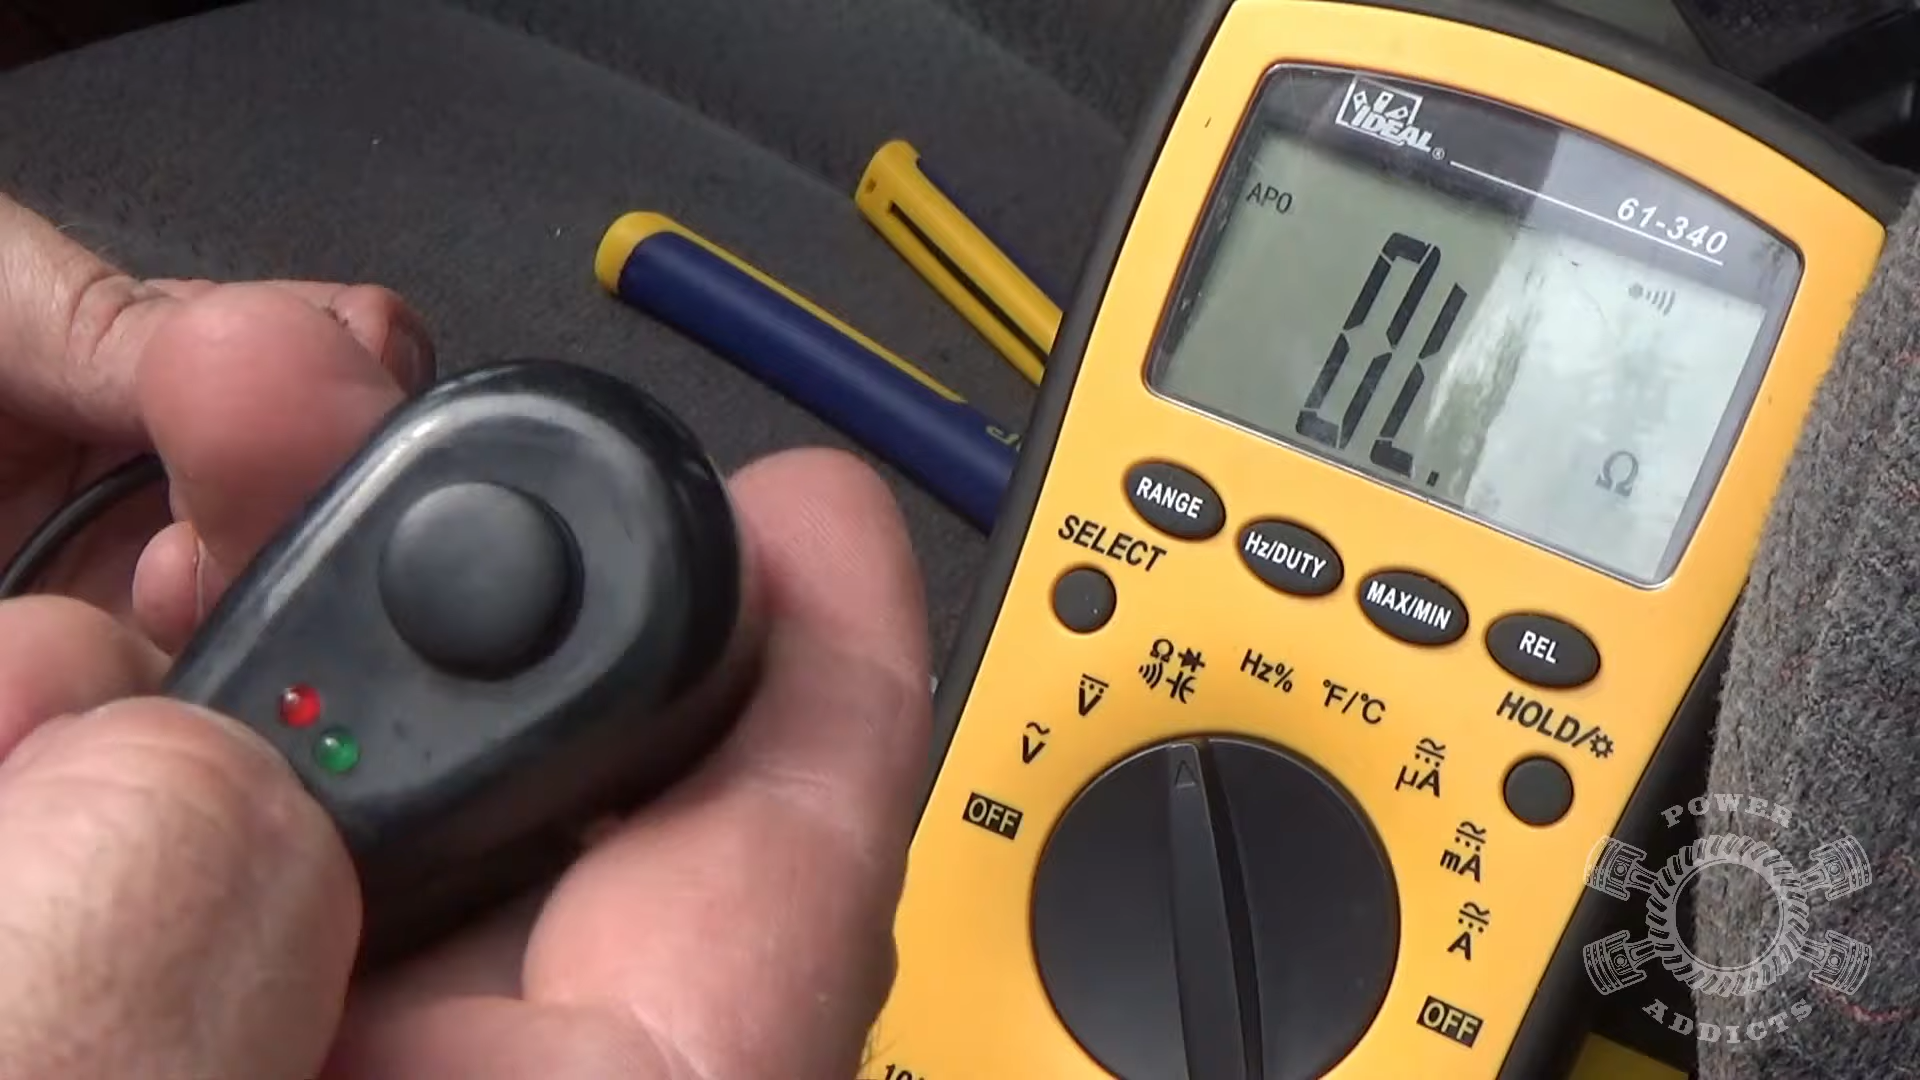 IDEAL®
61-340
APO
OL.
Ω
RANGE
Hz/DUTY
MAX/MIN
REL
SELECT
HOLD/
Ω
Hz%
°F/°C
V
V
µA
mA
A
OFF
OFF
POWER
ADDICTS